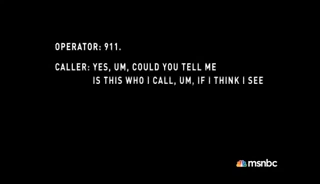 OPERATOR: 911.
CALLER: YES, UM, COULD YOU TELL ME
IS THIS WHO I CALL, UM, IF I THINK I SEE
msnbc